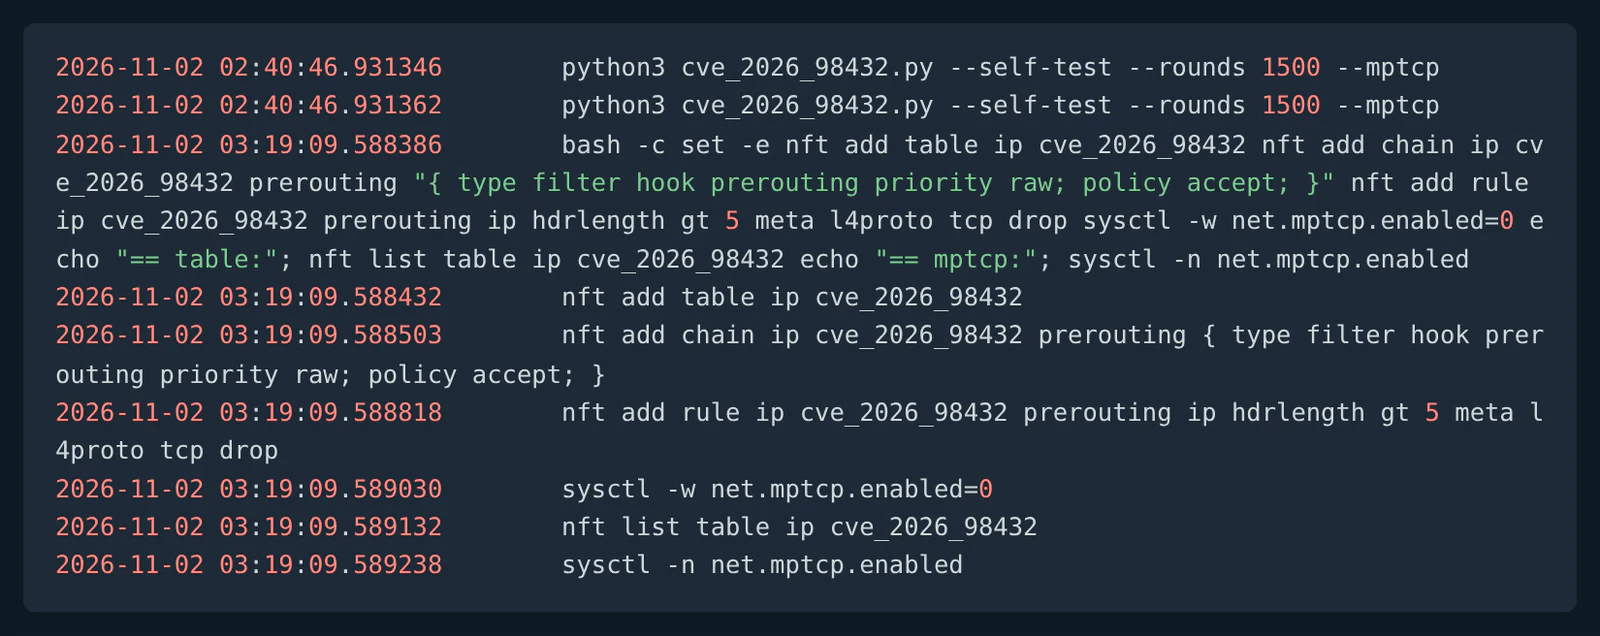 2026-11-02 02:40:46.931346        python3 cve_2026_98432.py --self-test --rounds 1500 --mptcp
2026-11-02 02:40:46.931362        python3 cve_2026_98432.py --self-test --rounds 1500 --mptcp
2026-11-02 03:19:09.588386        bash -c set -e nft add table ip cve_2026_98432 nft add chain ip cv
e_2026_98432 prerouting "{ type filter hook prerouting priority raw; policy accept; }" nft add rule
ip cve_2026_98432 prerouting ip hdrlength gt 5 meta l4proto tcp drop sysctl -w net.mptcp.enabled=0 e
cho "== table:"; nft list table ip cve_2026_98432 echo "== mptcp:"; sysctl -n net.mptcp.enabled
2026-11-02 03:19:09.588432        nft add table ip cve_2026_98432
2026-11-02 03:19:09.588503        nft add chain ip cve_2026_98432 prerouting { type filter hook prer
outing priority raw; policy accept; }
2026-11-02 03:19:09.588818        nft add rule ip cve_2026_98432 prerouting ip hdrlength gt 5 meta l
4proto tcp drop
2026-11-02 03:19:09.589030        sysctl -w net.mptcp.enabled=0
2026-11-02 03:19:09.589132        nft list table ip cve_2026_98432
2026-11-02 03:19:09.589238        sysctl -n net.mptcp.enabled